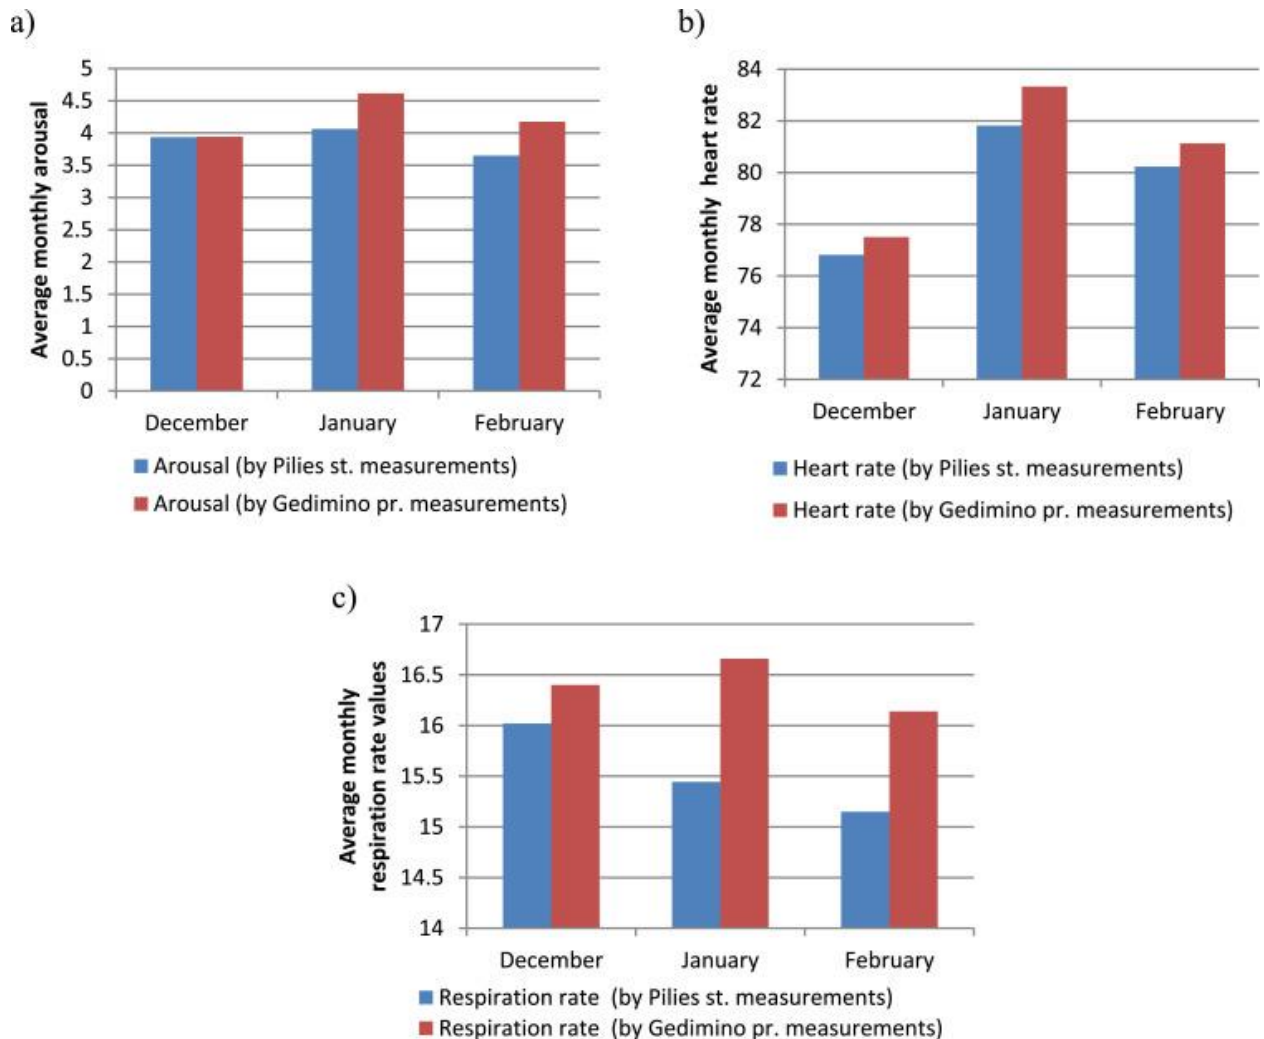 a)
Average monthly arousal
5
4.5
4
3.5
3
2.5
2
1.5
1
0.5
0
December January February
Arousal (by Pilies st. measurements)
Arousal (by Gedimino pr. measurements)
b)
Average monthly heart rate
84
82
80
78
76
74
72
December January February
Heart rate (by Pilies st. measurements)
Heart rate (by Gedimino pr. measurements)
c)
Average monthly
respiration rate values
17
16.5
16
15.5
15
14.5
14
December January February
Respiration rate (by Pilies st. measurements)
Respiration rate (by Gedimino pr. measurements)